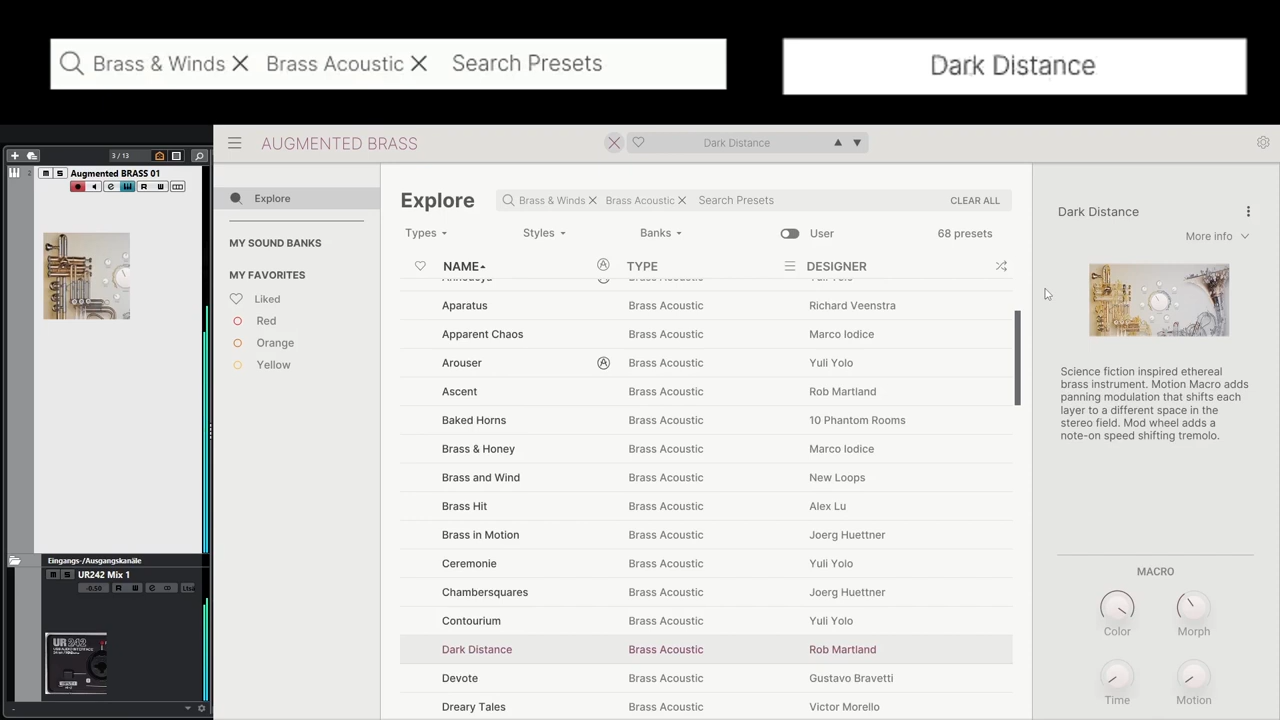 Brass & Winds Brass Acoustic Search Presets
Dark Distance
AUGMENTED BRASS
Dark Distance
3 / 13
2
M S Augmented BRASS 01
R W
Explore
MY SOUND BANKS
MY FAVORITES
Liked
Red
Orange
Yellow
Explore
Brass & Winds Brass Acoustic Search Presets CLEAR ALL
Types Styles Banks User 68 presets
NAME TYPE DESIGNER
Aparatus Brass Acoustic Richard Veenstra
Apparent Chaos Brass Acoustic Marco Iodice
Arouser Brass Acoustic Yuli Yolo
Ascent Brass Acoustic Rob Martland
Baked Horns Brass Acoustic 10 Phantom Rooms
Brass & Honey Brass Acoustic Marco Iodice
Brass and Wind Brass Acoustic New Loops
Brass Hit Brass Acoustic Alex Lu
Brass in Motion Brass Acoustic Joerg Huettner
Ceremonie Brass Acoustic Yuli Yolo
Chambersquares Brass Acoustic Joerg Huettner
Contourium Brass Acoustic Yuli Yolo
Dark Distance Brass Acoustic Rob Martland
Devote Brass Acoustic Gustavo Bravetti
Dreary Tales Brass Acoustic Victor Morello
Dark Distance
More info
Science fiction inspired ethereal
brass instrument. Motion Macro adds
panning modulation that shifts each
layer to a different space in the
stereo field. Mod wheel adds a
note-on speed shifting tremolo.
MACRO
Color Morph
Time Motion
Eingangs-/Ausgangskanäle
M S UR242 Mix 1
-0.58 R W
UR 242